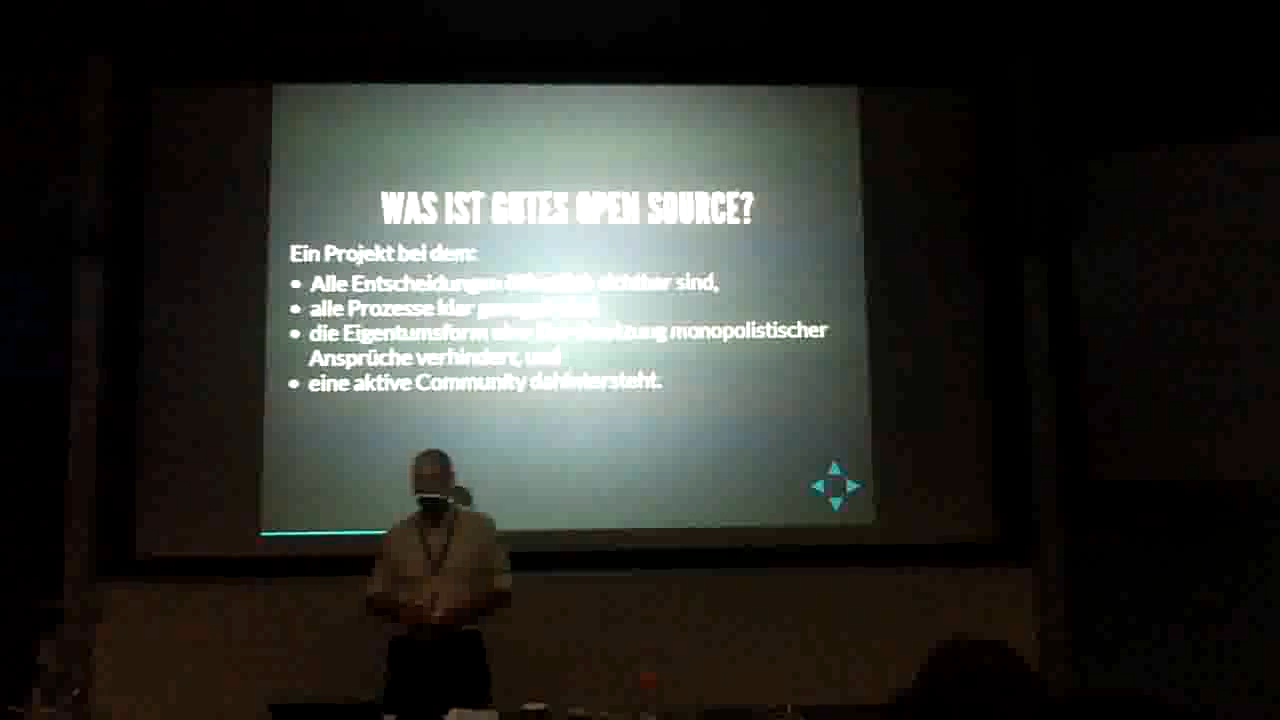 WAS IST GUTES OPEN SOURCE?
Ein Projekt bei dem:
Alle Entscheidungen sichtbar sind,
alle Prozesse klar
die Eigentumsform monopolistischer
Ansprüche verhindert, und
eine aktive Community dahintersteht.